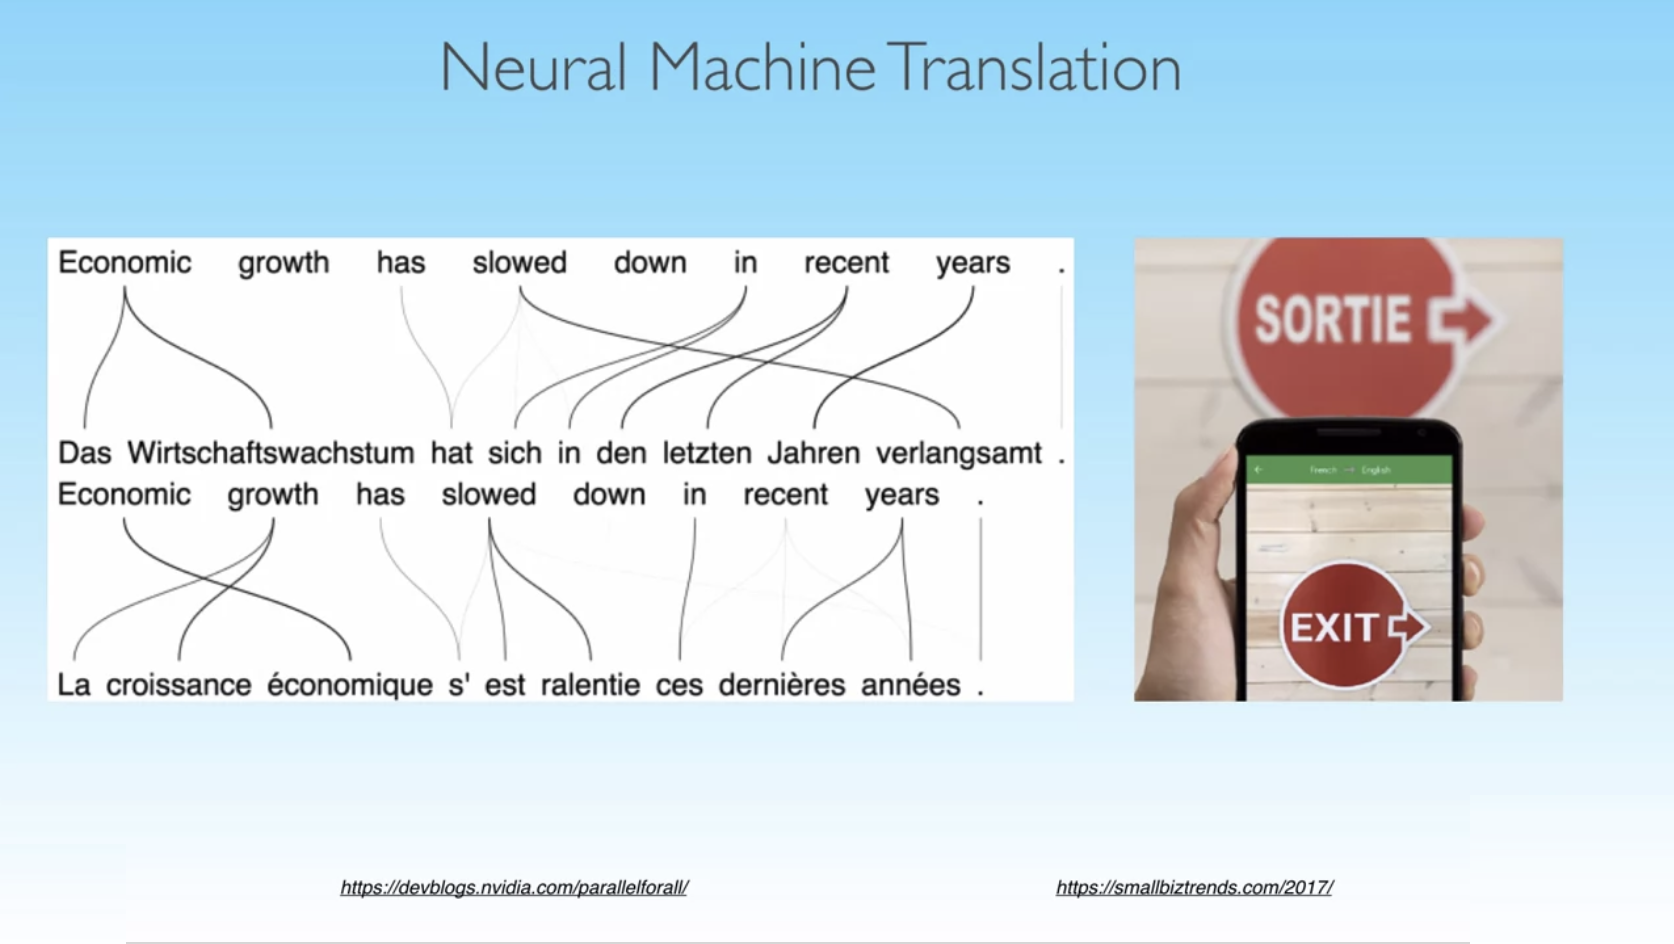 Neural Machine Translation
Economic growth has slowed down in recent years .
Das Wirtschaftswachstum hat sich in den letzten Jahren verlangsamt .
Economic growth has slowed down in recent years .
La croissance économique s' est ralentie ces dernières années .
SORTIE
French → English
EXIT
https://devblogs.nvidia.com/parallelforall/
https://smallbiztrends.com/2017/